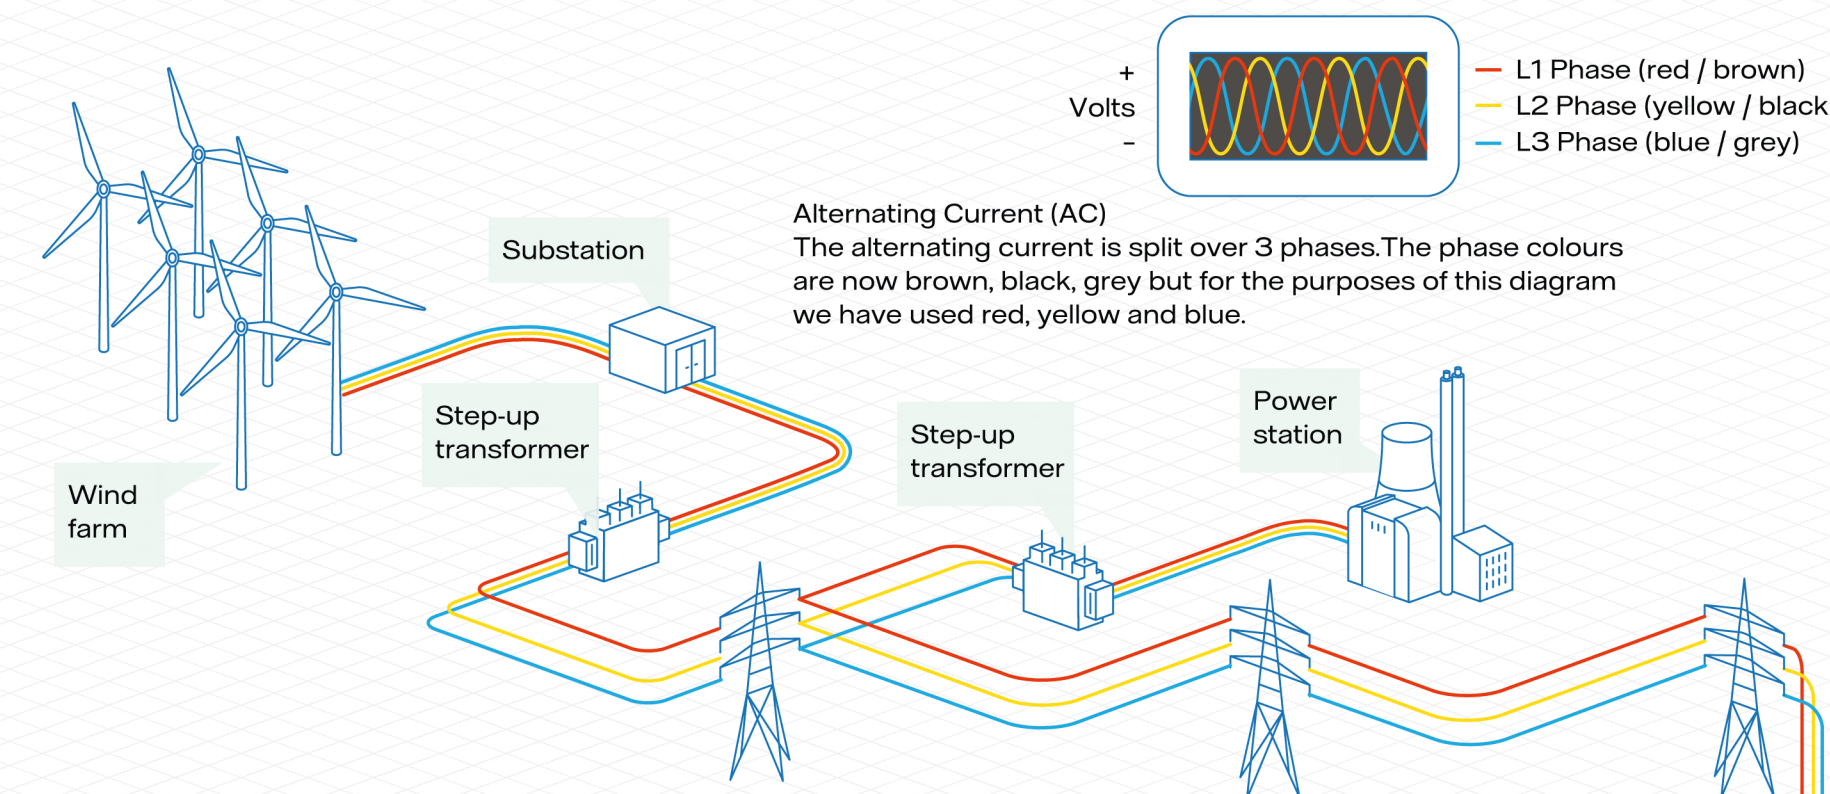 +
Volts
-
L1 Phase (red / brown)
L2 Phase (yellow / black
L3 Phase (blue / grey)
Alternating Current (AC)
The alternating current is split over 3 phases.The phase colours
are now brown, black, grey but for the purposes of this diagram
we have used red, yellow and blue.
Substation
Step-up
transformer
Step-up
transformer
Power
station
Wind
farm